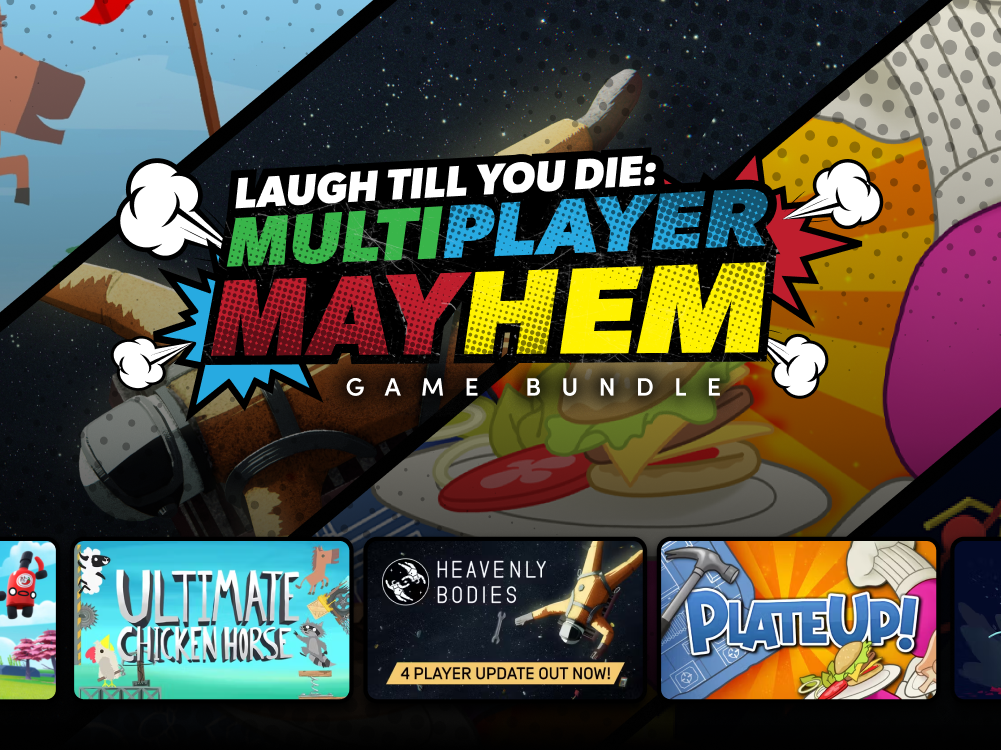 LAUGH TILL YOU DIE:
MULTIPLAYER
MAYHEM
GAME BUNDLE
ULTIMATE
CHICKEN HORSE
HEAVENLY
BODIES
4 PLAYER UPDATE OUT NOW!
PLATEUP!